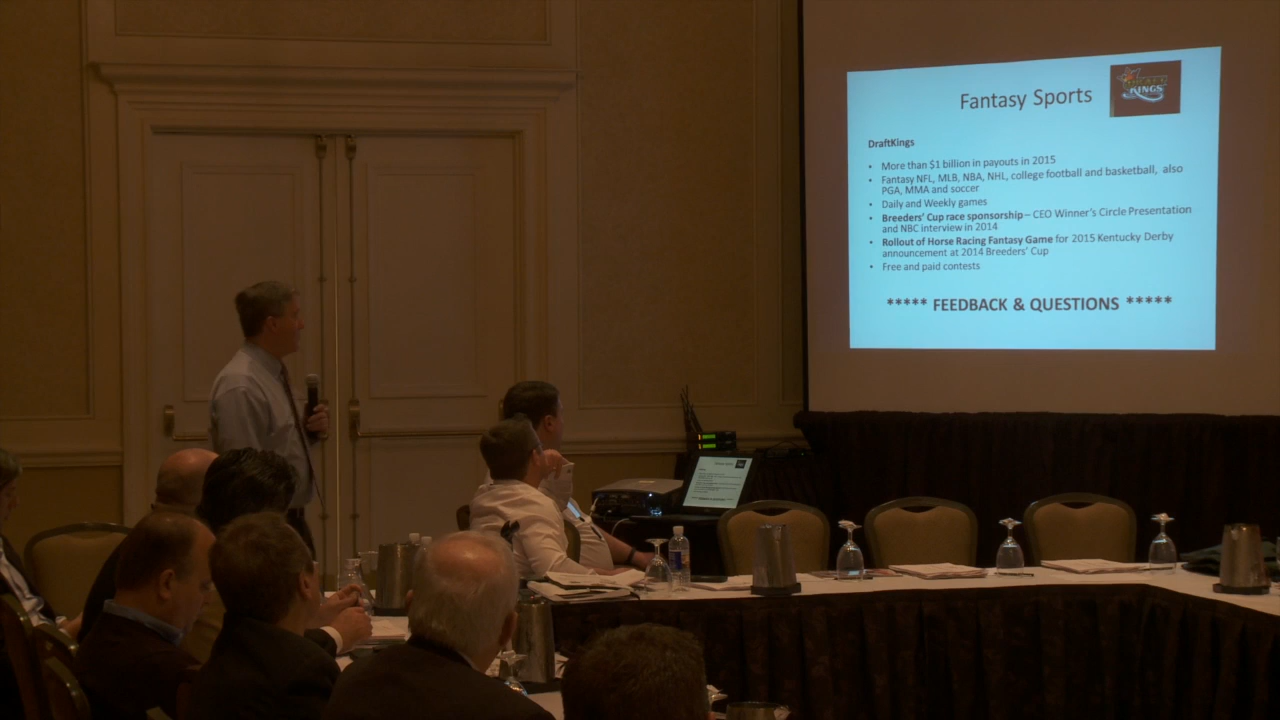 Fantasy Sports
KINGS
DraftKings
• More than $1 billion in payouts in 2015
• Fantasy NFL, MLB, NBA, NHL, college football and basketball, also
PGA, MMA and soccer
• Daily and Weekly games
• Breeders' Cup race sponsorship – CEO Winner's Circle Presentation
and NBC interview in 2014
• Rollout of Horse Racing Fantasy Game for 2015 Kentucky Derby
announcement at 2014 Breeders' Cup
• Free and paid contests
***** FEEDBACK & QUESTIONS *****